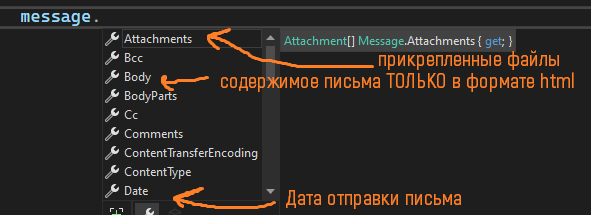 message.
Attachments
Attachment[] Message.Attachments { get; }
прикрепленные файлы
Bcc
Body
содержимое письма ТОЛЬКО в формате html
BodyParts
Cc
Comments
ContentTransferEncoding
ContentType
Date
Дата отправки письма